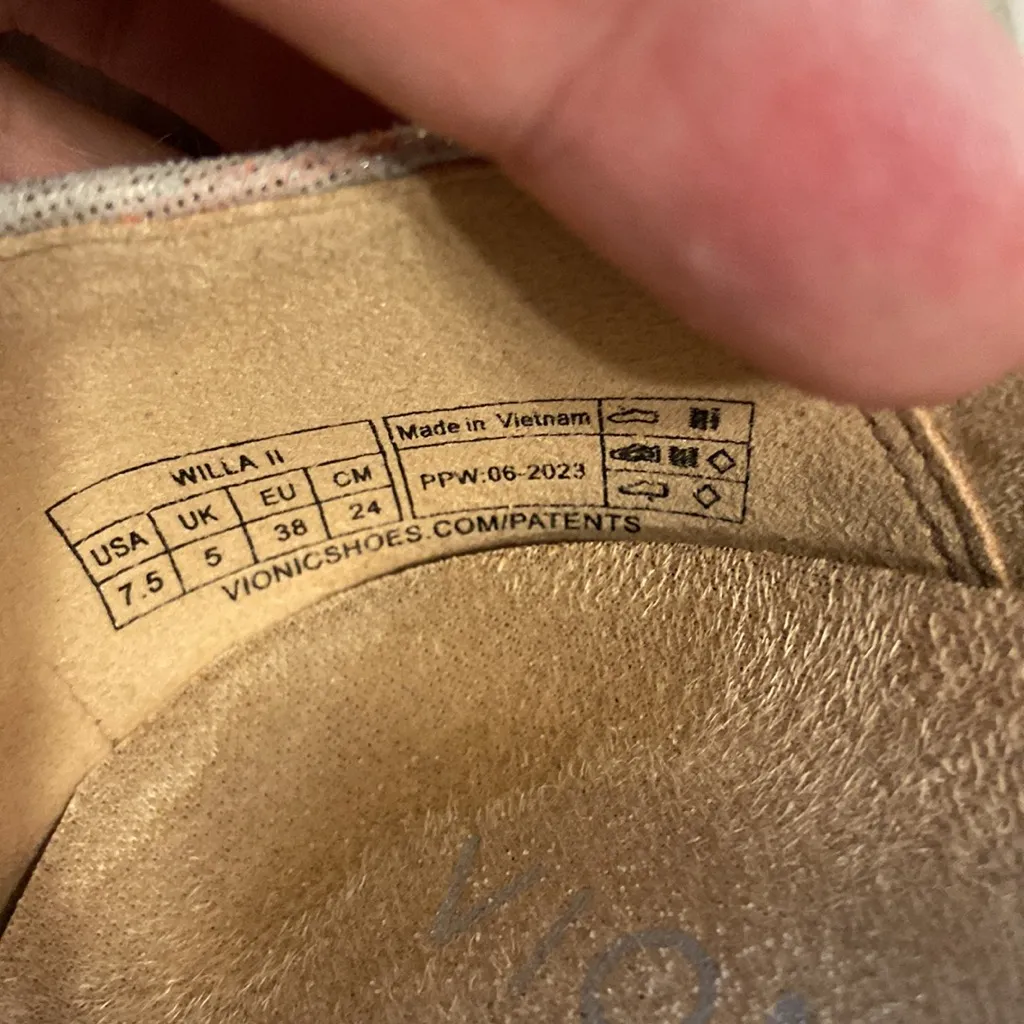 WILLA II
USA UK EU CM
7.5 5 38 24
Made in Vietnam
PPW:06-2023
VIONICSHOES.COM/PATENTS
VIO